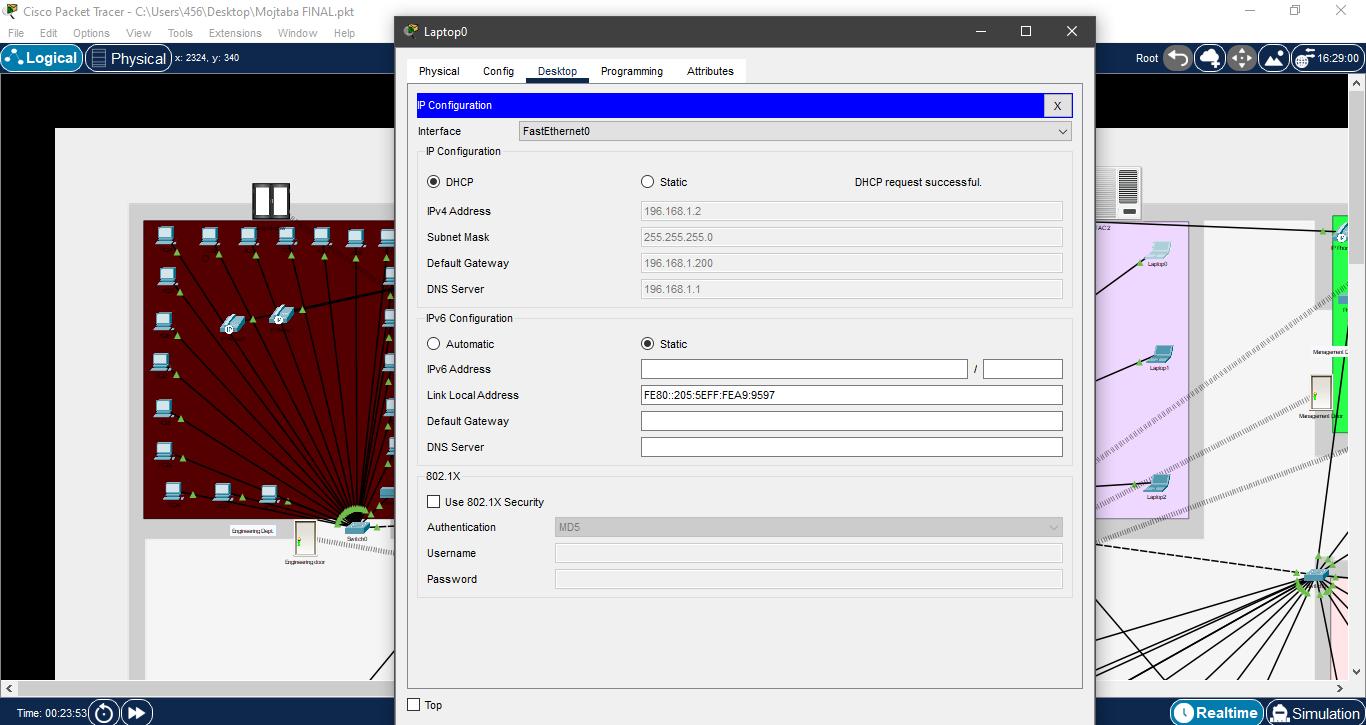 Cisco Packet Tracer - C:\Users\456\Desktop\Mojtaba FINAL.pkt
File Edit Options View Tools Extensions Window Help
Logical Physical x: 2324, y: 340
Root 16:29:00
Laptop0
Physical Config Desktop Programming Attributes
IP Configuration X
Interface FastEthernet0
IP Configuration
DHCP Static DHCP request successful.
IPv4 Address 196.168.1.2
Subnet Mask 255.255.255.0
Default Gateway 196.168.1.200
DNS Server 196.168.1.1
IPv6 Configuration
Automatic Static
IPv6 Address /
Link Local Address FE80::205:5EFF:FEA9:9597
Default Gateway
DNS Server
802.1X
Use 802.1X Security
Authentication MD5
Username
Password
Top
Engineering Dept.
Engineering door
Switch0
AC2
Laptop0
Laptop1
Laptop2
IP Pho
Management D
Management Door
Time: 00:23:53
Realtime Simulation